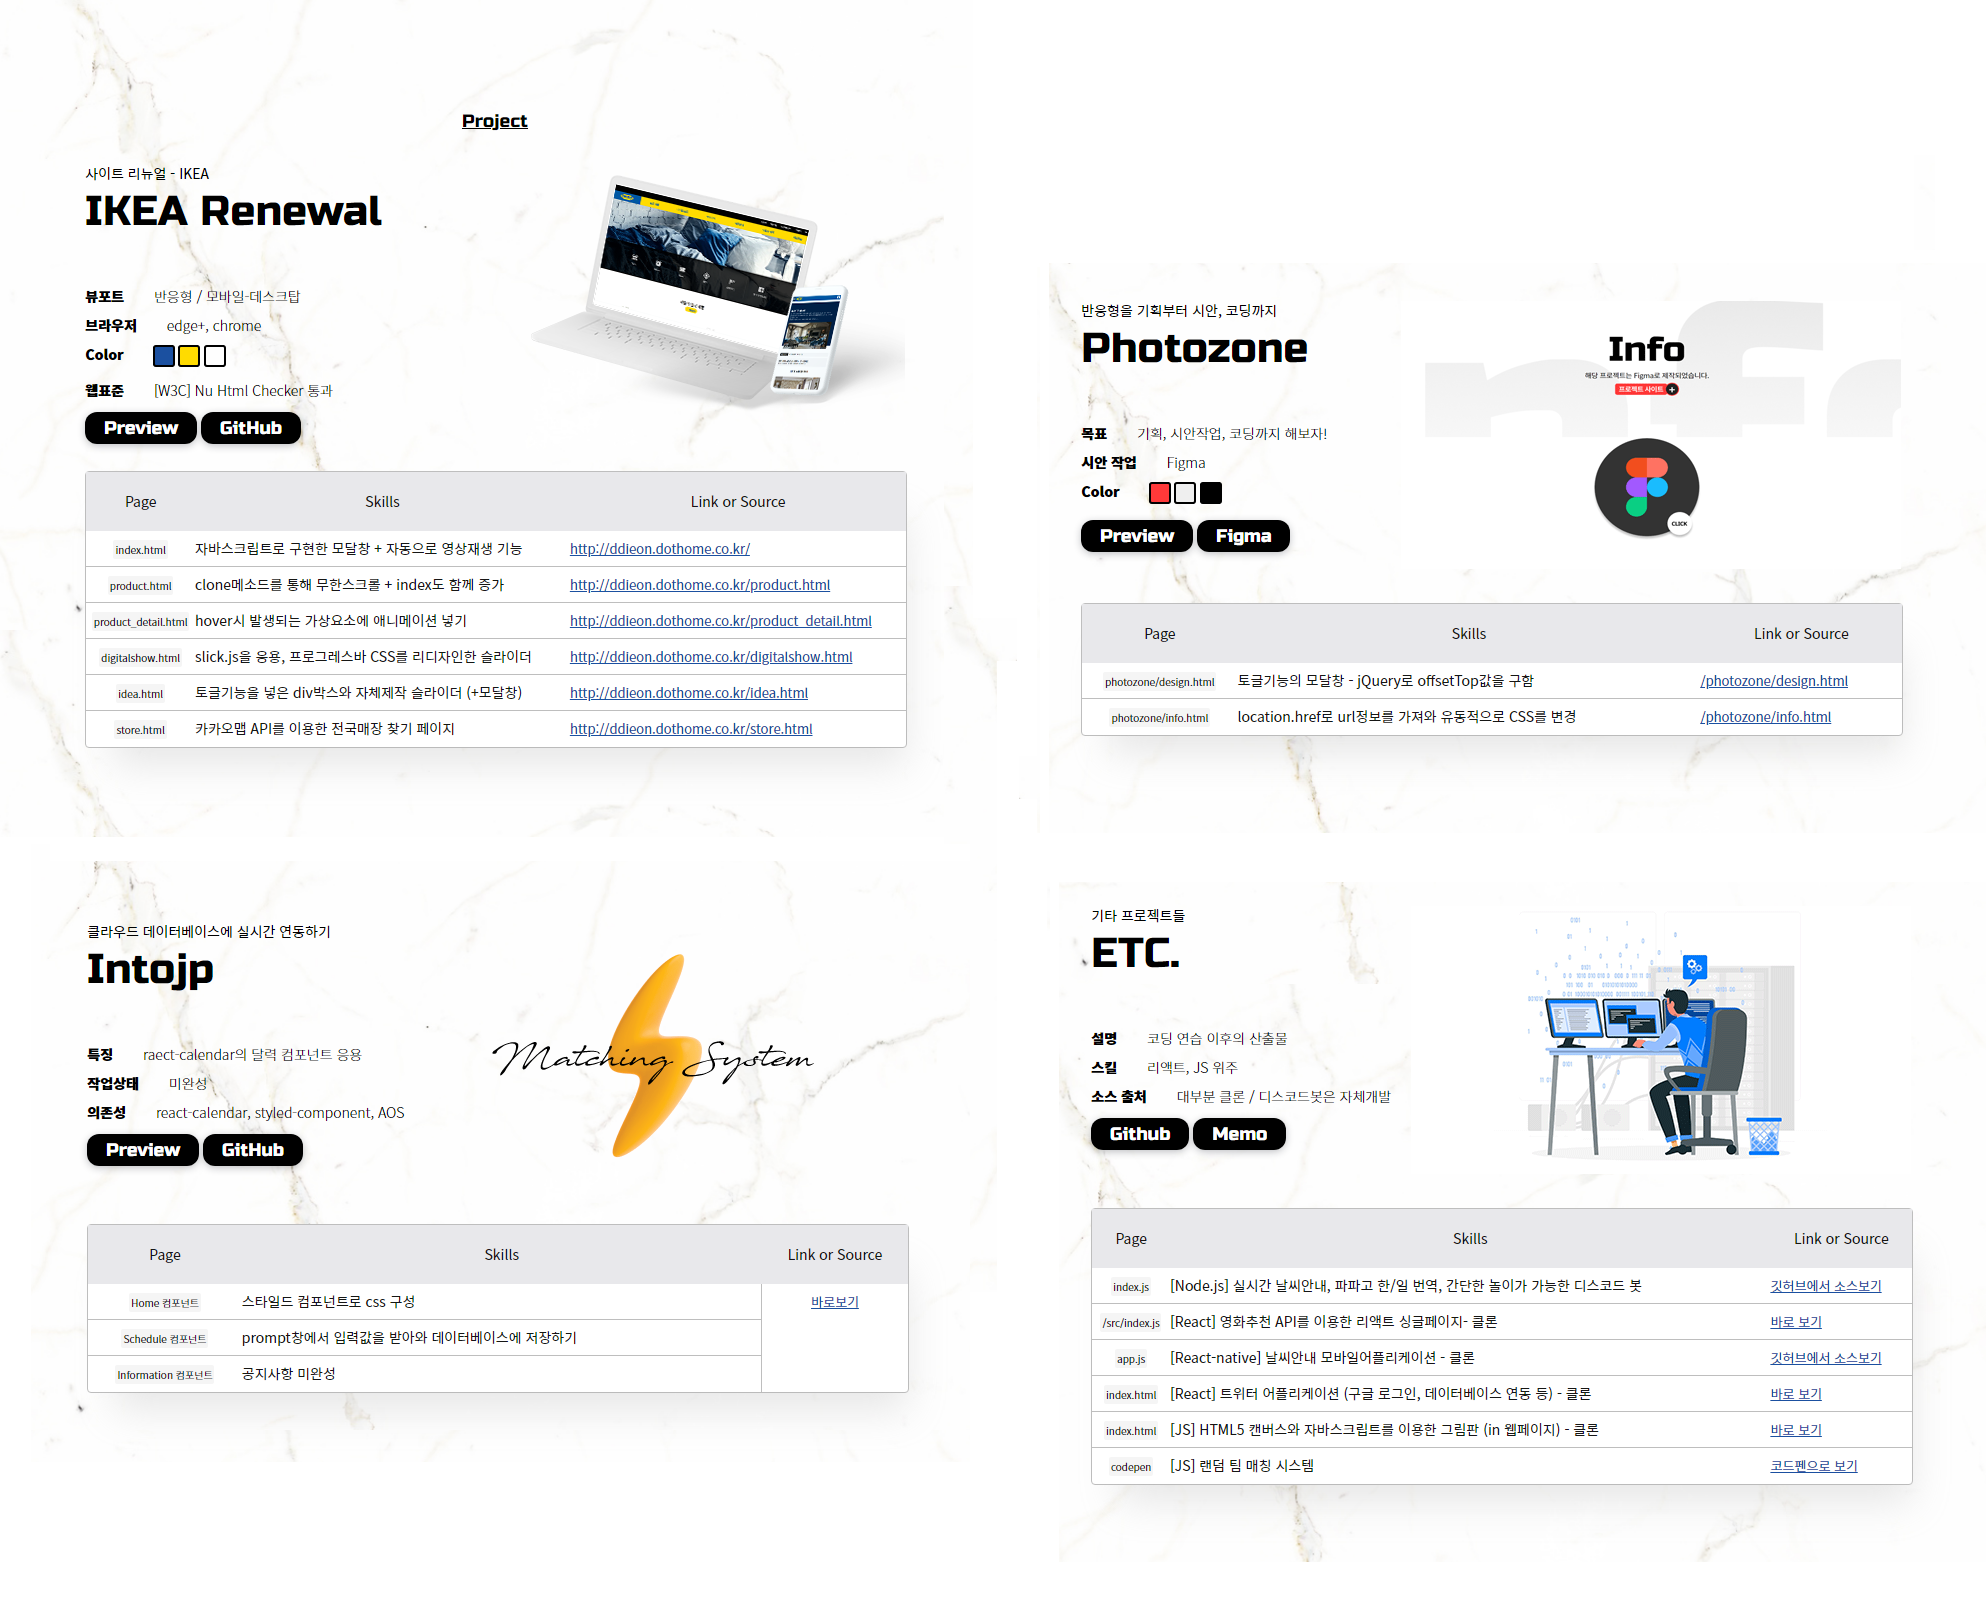 Project
사이트 리뉴얼 - IKEA
IKEA Renewal
뷰포트 반응형 / 모바일-데스크탑
브라우저 edge+, chrome
Color
웹표준 [W3C] Nu Html Checker 통과
Preview GitHub
Page Skills Link or Source
index.html 자바스크립트로 구현한 모달창 + 자동으로 영상재생 기능 http://ddieon.dothome.co.kr/
product.html clone메소드를 통해 무한스크롤 + index도 함께 증가 http://ddieon.dothome.co.kr/product.html
product_detail.html hover시 발생되는 가상요소에 애니메이션 넣기 http://ddieon.dothome.co.kr/product_detail.html
digitalshow.html slick.js을 응용, 프로그레스바 CSS를 리디자인한 슬라이더 http://ddieon.dothome.co.kr/digitalshow.html
idea.html 토글기능을 넣은 div박스와 자체제작 슬라이더 (+모달창) http://ddieon.dothome.co.kr/idea.html
store.html 카카오맵 API를 이용한 전국매장 찾기 페이지 http://ddieon.dothome.co.kr/store.html
반응형을 기획부터 시안, 코딩까지
Photozone
목표 기획, 시안작업, 코딩까지 해보자!
시안 작업 Figma
Color
Preview Figma
Info
해당 프로젝트는 Figma로 제작되었습니다.
프로젝트 사이트 +
CLICK
Page Skills Link or Source
photozone/design.html 토글기능의 모달창 - jQuery로 offsetTop값을 구함 /photozone/design.html
photozone/info.html location.href로 url정보를 가져와 유동적으로 CSS를 변경 /photozone/info.html
클라우드 데이터베이스에 실시간 연동하기
Intojp
특징 raect-calendar의 달력 컴포넌트 응용
작업상태 미완성
의존성 react-calendar, styled-component, AOS
Preview GitHub
Matching System
Page Skills Link or Source
Home 컴포넌트 스타일드 컴포넌트로 css 구성 바로보기
Schedule 컴포넌트 prompt창에서 입력값을 받아와 데이터베이스에 저장하기
Information 컴포넌트 공지사항 미완성
기타 프로젝트들
ETC.
설명 코딩 연습 이후의 산출물
스킬 리액트, JS 위주
소스 출처 대부분 클론 / 디스코드봇은 자체개발
Github Memo
Page Skills Link or Source
index.js [Node.js] 실시간 날씨안내, 파파고 한/일 번역, 간단한 놀이가 가능한 디스코드 봇 깃허브에서 소스보기
/src/index.js [React] 영화추천 API를 이용한 리액트 싱글페이지- 클론 바로 보기
app.js [React-native] 날씨안내 모바일어플리케이션 - 클론 깃허브에서 소스보기
index.html [React] 트위터 어플리케이션 (구글 로그인, 데이터베이스 연동 등) - 클론 바로 보기
index.html [JS] HTML5 캔버스와 자바스크립트를 이용한 그림판 (in 웹페이지) - 클론 바로 보기
codepen [JS] 랜덤 팀 매칭 시스템 코드펜으로 보기